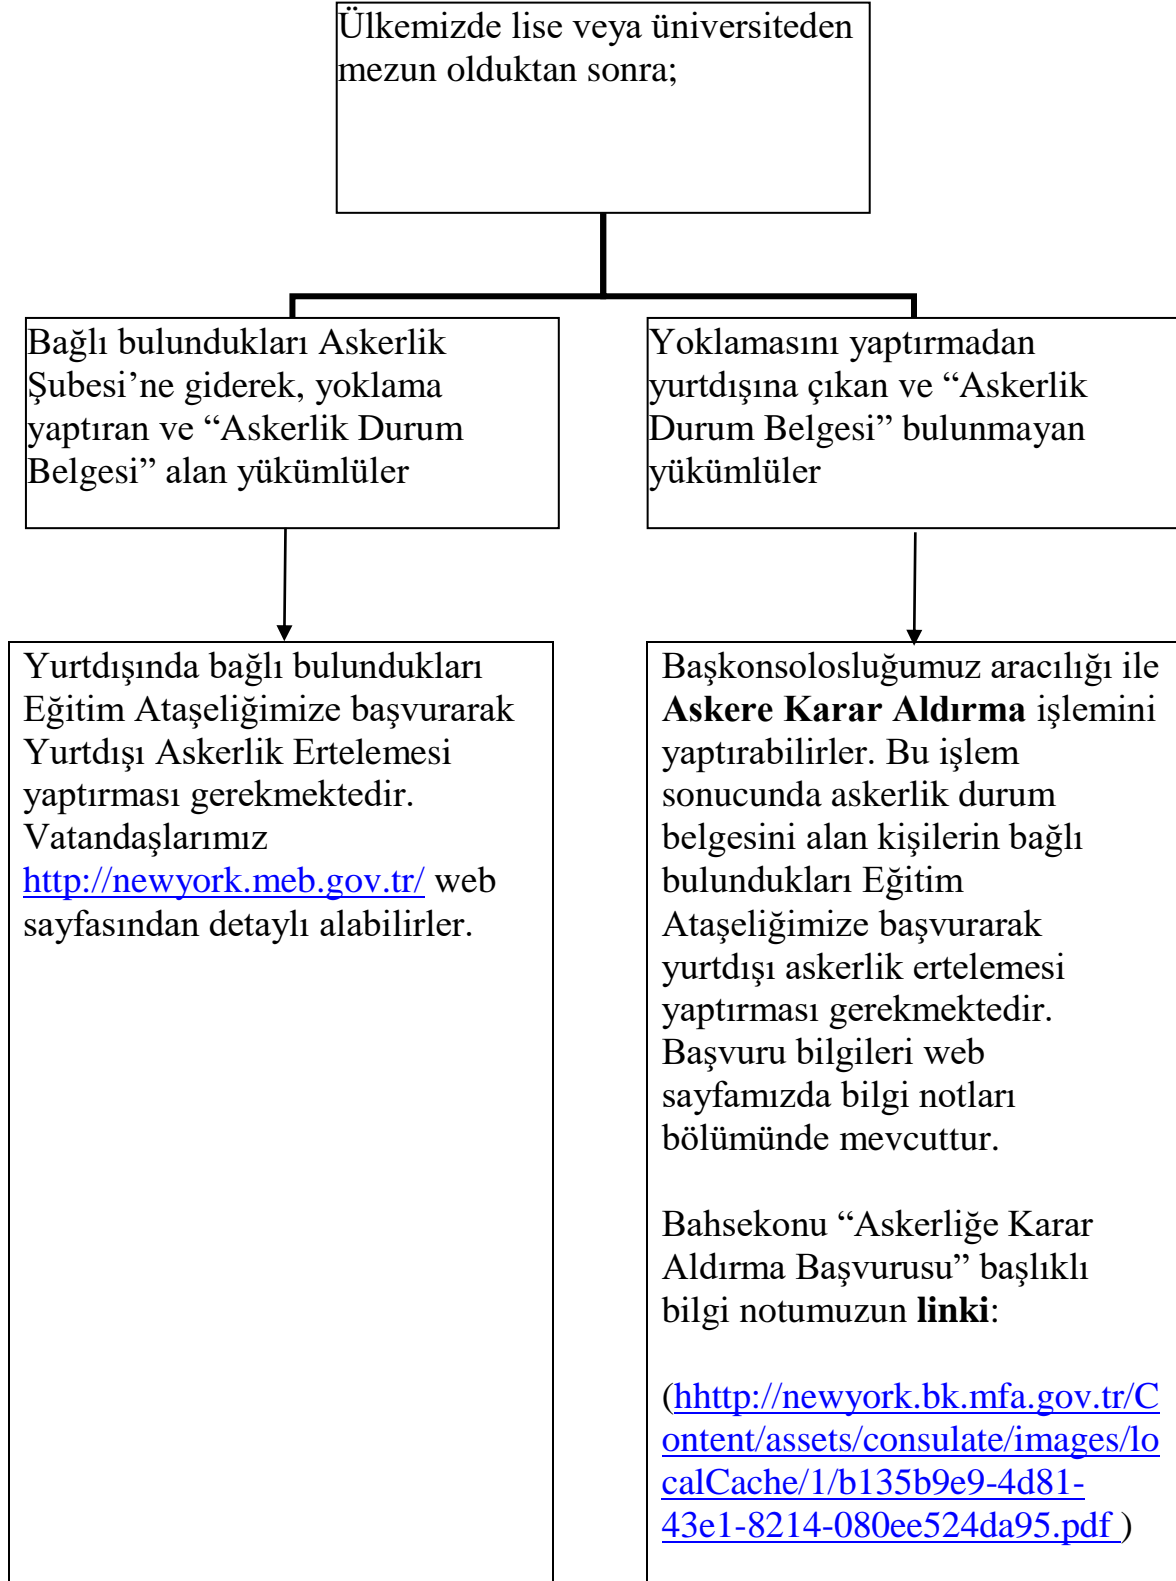 Ülkemizde lise veya üniversiteden
mezun olduktan sonra;
Bağlı bulundukları Askerlik
Şubesi’ne giderek, yoklama
yaptıran ve “Askerlik Durum
Belgesi” alan yükümlüler
Yoklamasını yaptırmadan
yurtdışına çıkan ve “Askerlik
Durum Belgesi” bulunmayan
yükümlüler
Yurtdışında bağlı bulundukları
Eğitim Ataşeliğimize başvurarak
Yurtdışı Askerlik Ertelemesi
yaptırması gerekmektedir.
Vatandaşlarımız
http://newyork.meb.gov.tr/ web
sayfasından detaylı alabilirler.
Başkonsolosluğumuz aracılığı ile
Askere Karar Aldırma işlemini
yaptırabilirler. Bu işlem
sonucunda askerlik durum
belgesini alan kişilerin bağlı
bulundukları Eğitim
Ataşeliğimize başvurarak
yurtdışı askerlik ertelemesi
yaptırması gerekmektedir.
Başvuru bilgileri web
sayfamızda bilgi notları
bölümünde mevcuttur.
Bahsekonu “Askerliğe Karar
Aldırma Başvurusu” başlıklı
bilgi notumuzun linki:
(hhttp://newyork.bk.mfa.gov.tr/C
ontent/assets/consulate/images/lo
calCache/1/b135b9e9-4d81-
43e1-8214-080ee524da95.pdf )